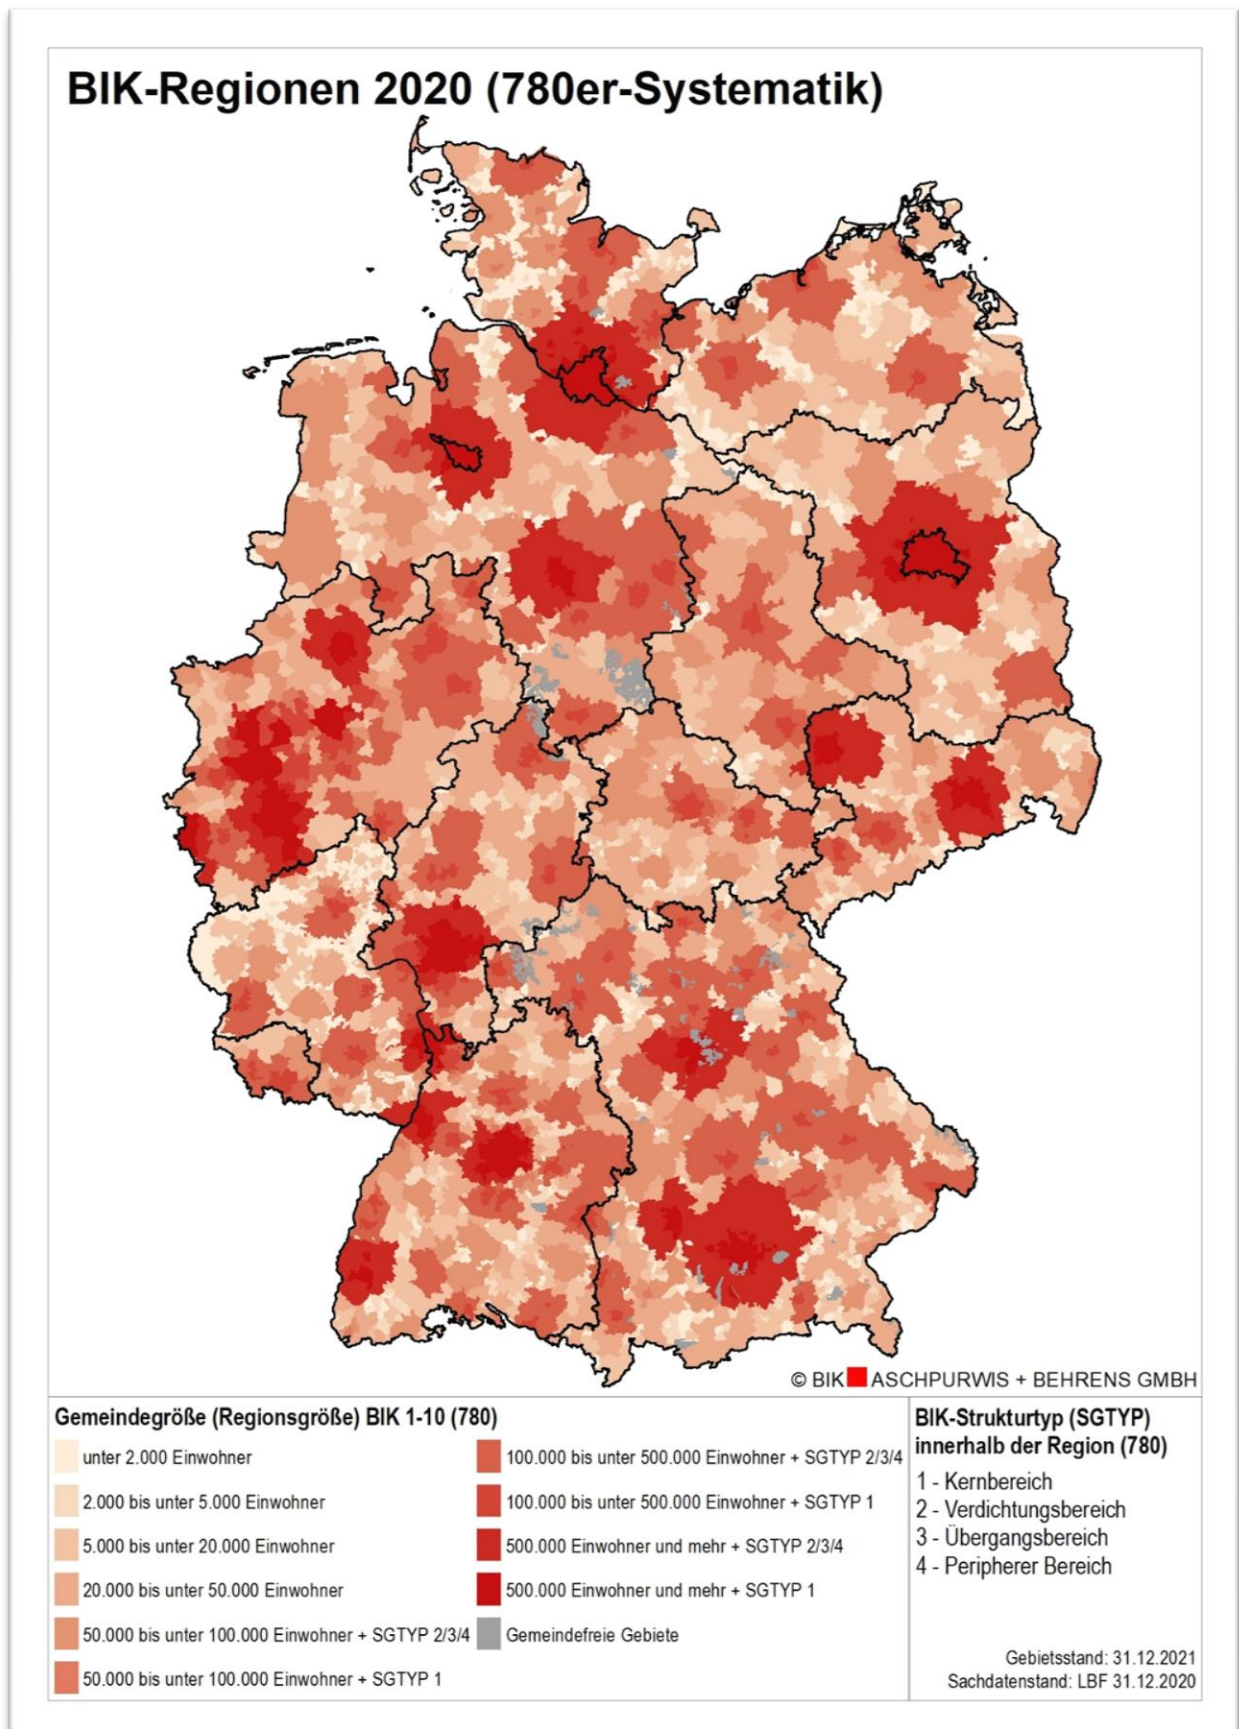 BIK-Regionen 2020 (780er-Systematik)
© BIK ASCHPURWIS + BEHRENS GMBH
Gemeindegröße (Regionsgröße) BIK 1-10 (780)
unter 2.000 Einwohner
2.000 bis unter 5.000 Einwohner
5.000 bis unter 20.000 Einwohner
20.000 bis unter 50.000 Einwohner
50.000 bis unter 100.000 Einwohner + SGTYP 2/3/4
50.000 bis unter 100.000 Einwohner + SGTYP 1
100.000 bis unter 500.000 Einwohner + SGTYP 2/3/4
100.000 bis unter 500.000 Einwohner + SGTYP 1
500.000 Einwohner und mehr + SGTYP 2/3/4
500.000 Einwohner und mehr + SGTYP 1
Gemeindefreie Gebiete
BIK-Strukturtyp (SGTYP)
innerhalb der Region (780)
1 - Kernbereich
2 - Verdichtungsbereich
3 - Übergangsbereich
4 - Peripherer Bereich
Gebietsstand: 31.12.2021
Sachdatenstand: LBF 31.12.2020